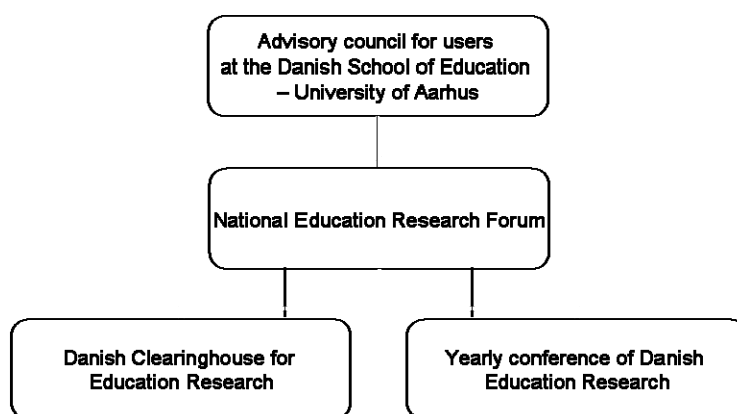 Advisory council for users
at the Danish School of Education
– University of Aarhus
National Education Research Forum
Danish Clearinghouse for
Education Research
Yearly conference of Danish
Education Research